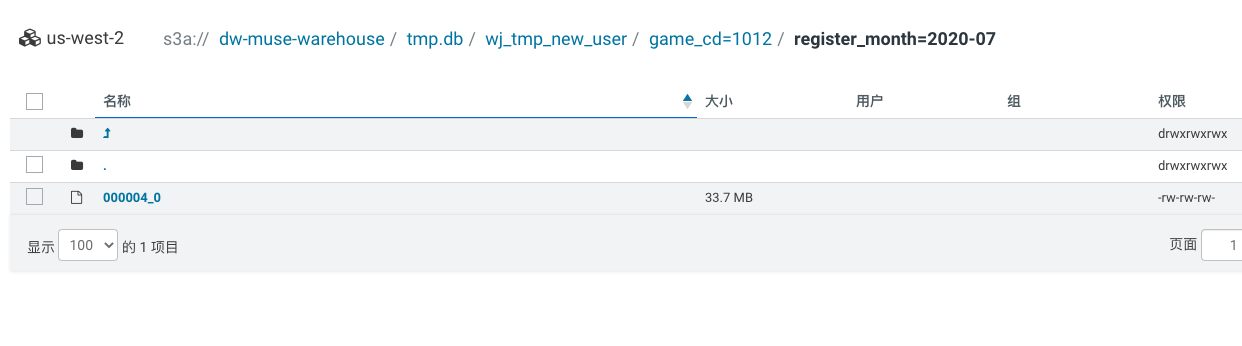 us-west-2 s3a:// dw-muse-warehouse / tmp.db / wj_tmp_new_user / game_cd=1012 / register_month=2020-07
名称 大小 用户 组 权限
drwxrwxrwx
. drwxrwxrwx
000004_0 33.7 MB -rw-rw-rw-
显示 100 的 1 项目 页面 1